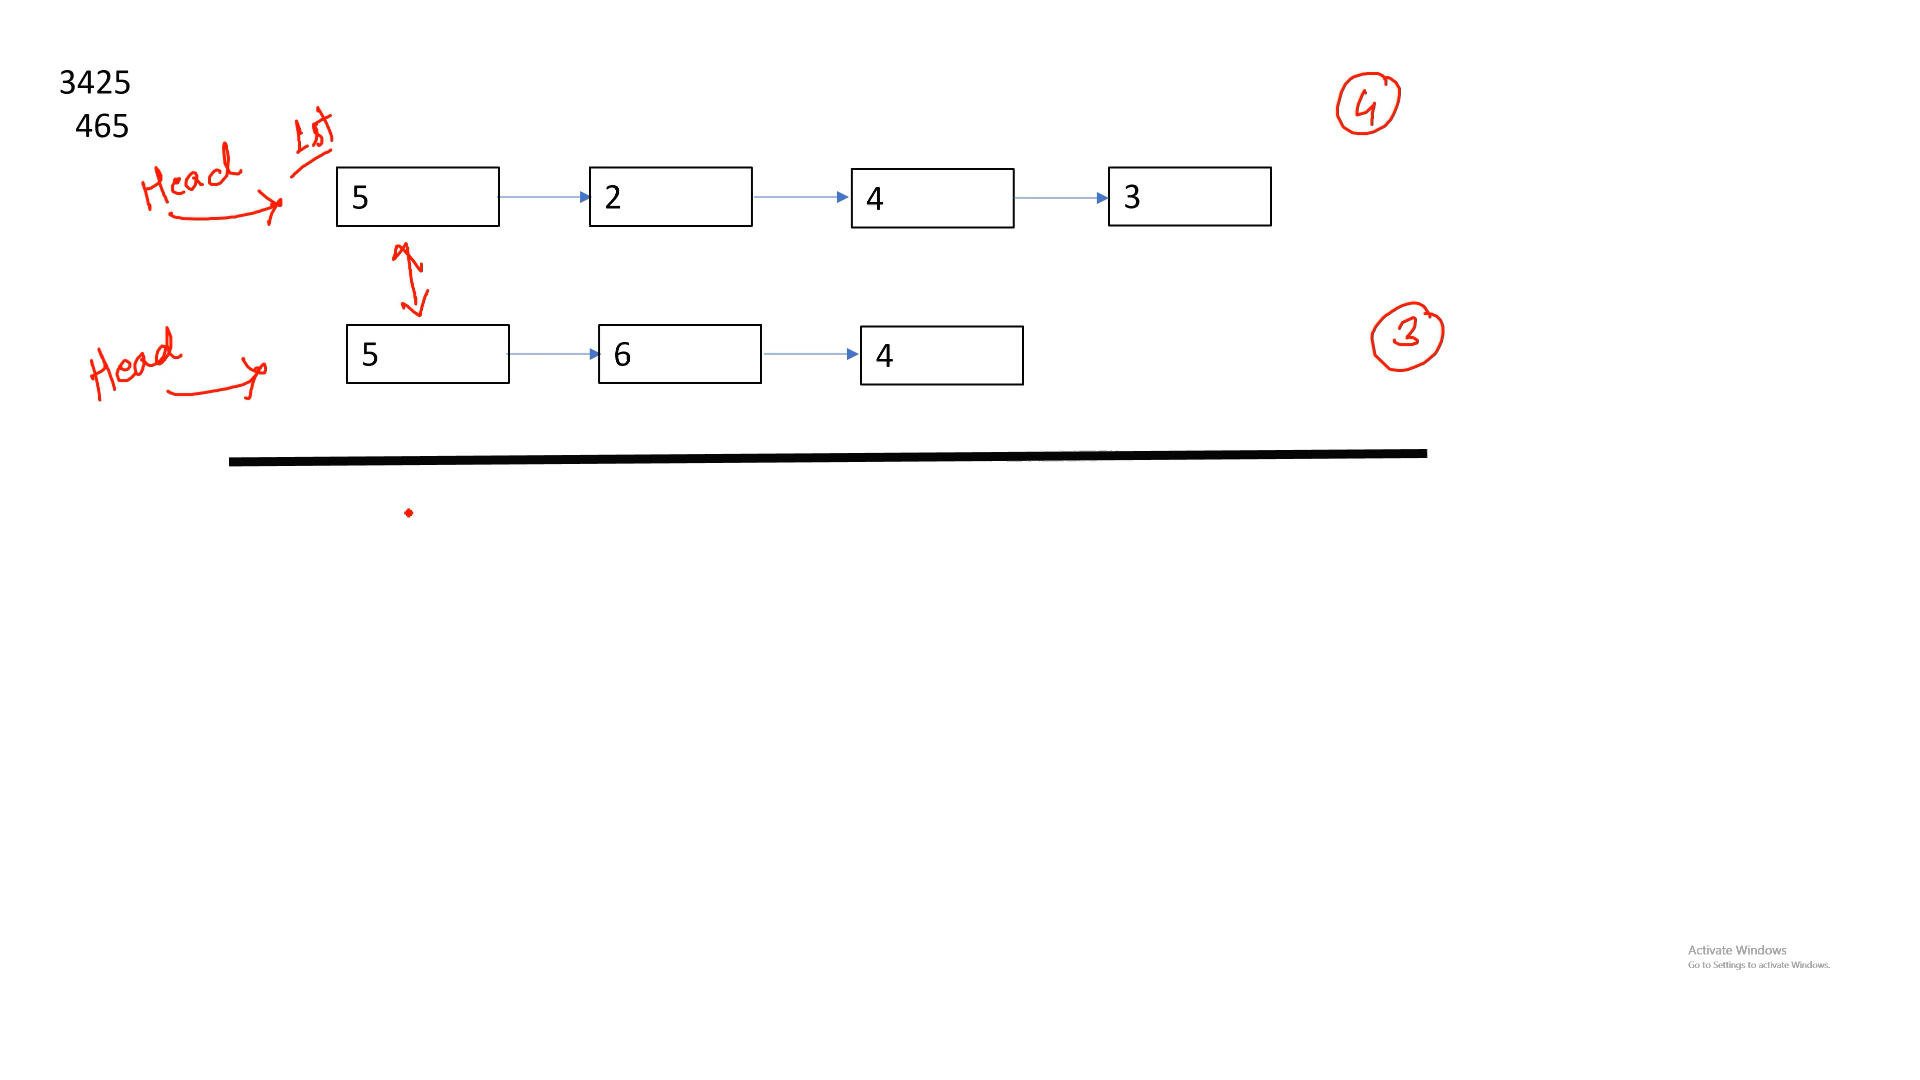 3425
465
Head
1st
4
5 2 4 3
Head
3
5 6 4
Activate Windows
Go to Settings to activate Windows.